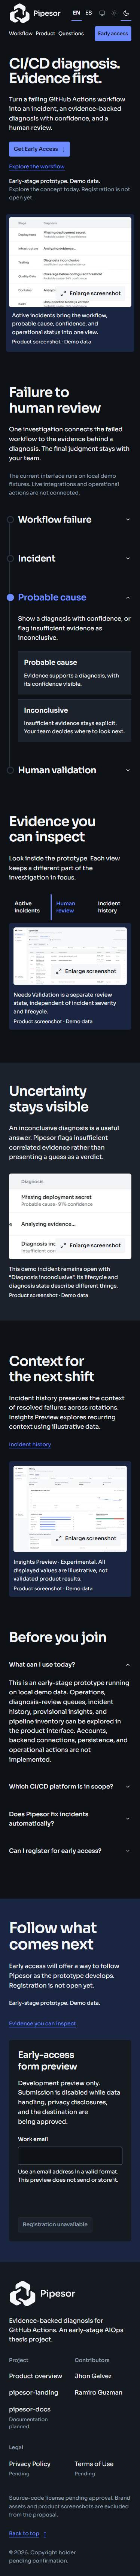 Pipesor
EN ES
Workflow Product Questions
Early access
CI/CD diagnosis.
Evidence first.
Turn a failing GitHub Actions workflow
into an incident, an evidence-backed
diagnosis with explicit confidence, and a
human review.
Get Early Access ↓
Explore the workflow
Early-stage prototype. Demo data.
Explore the concept today. Registration is not
open yet.
Enlarge screenshot
Active incidents bring the workflow,
probable cause, confidence, and
operational status into one view.
Product screenshot · Demo data
Failure to
human review
One investigation connects the failed
workflow to the evidence behind a
diagnosis. The final judgment stays with
your team.
The current interface runs on local demo
fixtures. Live integrations and operational
actions are not connected.
Workflow failure
Incident
Probable cause
Show a diagnosis with confidence, or
flag insufficient evidence as
inconclusive.
Probable cause
Evidence supports a diagnosis, with
its confidence visible.
Inconclusive
Insufficient evidence stays explicit.
Your team decides where to look next.
Human validation
Evidence you
can inspect
Look inside the prototype. Each view
keeps a different part of the
investigation in focus.
Active
incidents
Human
review
Incident
history
Enlarge screenshot
Needs Validation is a separate review
state, independent of incident severity
and lifecycle.
Product screenshot · Demo data
Uncertainty
stays visible
An Inconclusive diagnosis is a useful
answer. Pipesor flags insufficient
correlated evidence rather than
presenting a guess as a verdict.
Diagnosis
Missing deployment secret
Probable cause · 97% confidence
Analyzing evidence…
Enlarge screenshot
This demo incident remains open with
“Diagnosis Inconclusive”. Its lifecycle and
diagnosis state describe different things.
Product screenshot · Demo data
Context for
the next shift
Incident history preserves the context
of resolved failures across rotations.
Insights Preview explores recurring
context using illustrative data.
Incident history
Enlarge screenshot
Insights Preview · Experimental. All
displayed values are illustrative, not
validated product results.
Product screenshot · Demo data
Before you join
What can I use today?
This is an early-stage prototype running
on local demo data. Operations,
diagnosis-review queues, incident
history, provisional insights, and
pipeline inventory can be explored in
the product interface. Accounts,
backend connections, persistence, and
operational actions are not
implemented.
Which CI/CD platform is in scope?
Does Pipesor fix incidents
automatically?
Can I register for early access?
Follow what
comes next
Early access will offer a way to follow
Pipesor as the prototype develops.
Registration is not open yet.
Early-stage prototype. Demo data.
Evidence you can inspect
Early-access
form preview
Development preview only.
Submission is disabled while data
handling, privacy disclosures,
and the destination are
being approved.
Work email
Use an email address in a valid format.
This preview does not send or store it.
Registration unavailable
Pipesor
Evidence-backed diagnosis for
GitHub Actions. An early-stage AIOps
thesis project.
Project
Contributors
Product overview
Jhon Galvez
pipesor-landing
Ramiro Guzman
pipesor-docs
Documentation
planned
Legal
Privacy Policy
Terms of Use
Pending
Pending
Source-code license pending approval. Brand
assets and product screenshots are excluded
from the proposal.
Back to top ↑
© 2026. Copyright holder
pending confirmation.